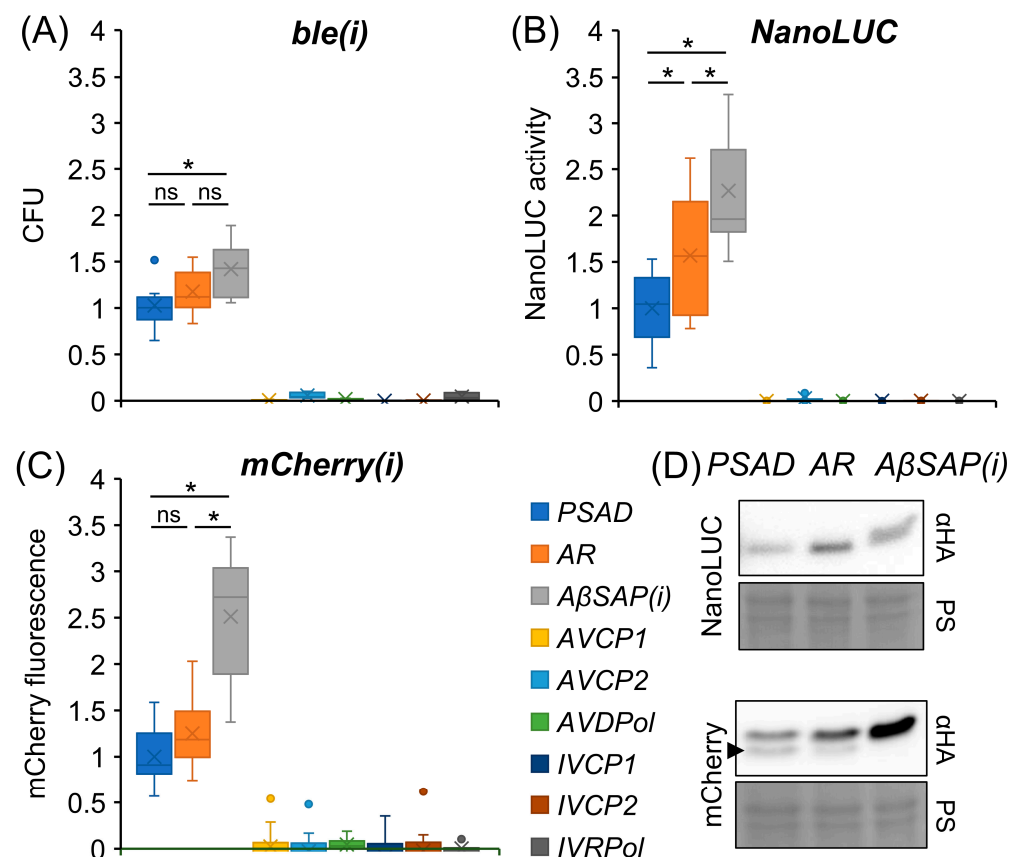 (A) ble(i)
CFU
4
3.5
3
2.5
2
1.5
1
0.5
0
*
ns ns
(B) NanoLUC
NanoLUC activity
4
3.5
3
2.5
2
1.5
1
0.5
0
*
* *
(C) mCherry(i)
mCherry fluorescence
4
3.5
3
2.5
2
1.5
1
0.5
0
*
ns *
PSAD
AR
AβSAP(i)
AVCP1
AVCP2
AVDPol
IVCP1
IVCP2
IVRPol
(D) PSAD AR AβSAP(i)
NanoLUC
αHA
PS
mCherry
αHA
PS